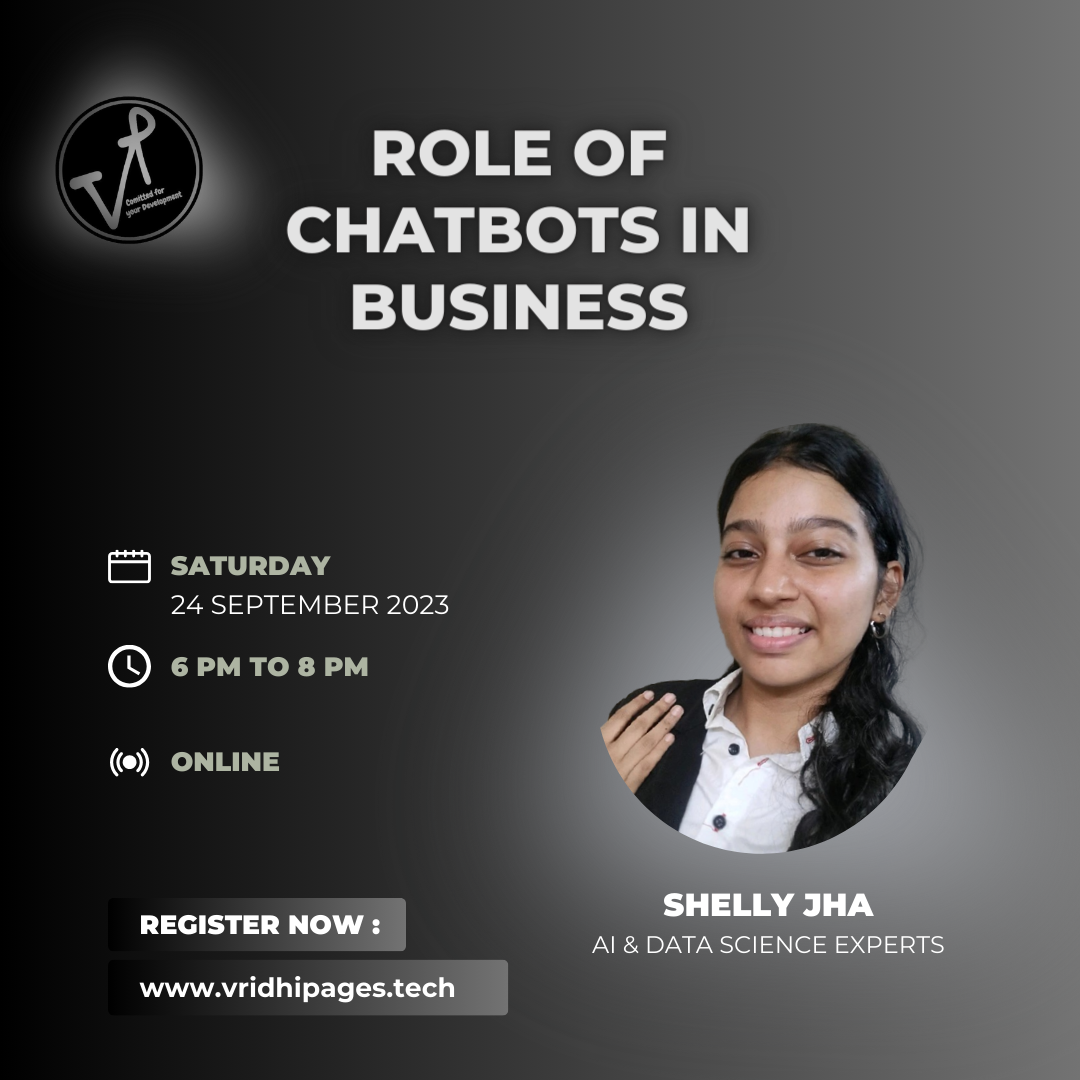 Comitted for
your Development
ROLE OF
CHATBOTS IN
BUSINESS
SATURDAY
24 SEPTEMBER 2023
6 PM TO 8 PM
ONLINE
REGISTER NOW :
www.vridhipages.tech
SHELLY JHA
AI & DATA SCIENCE EXPERTS